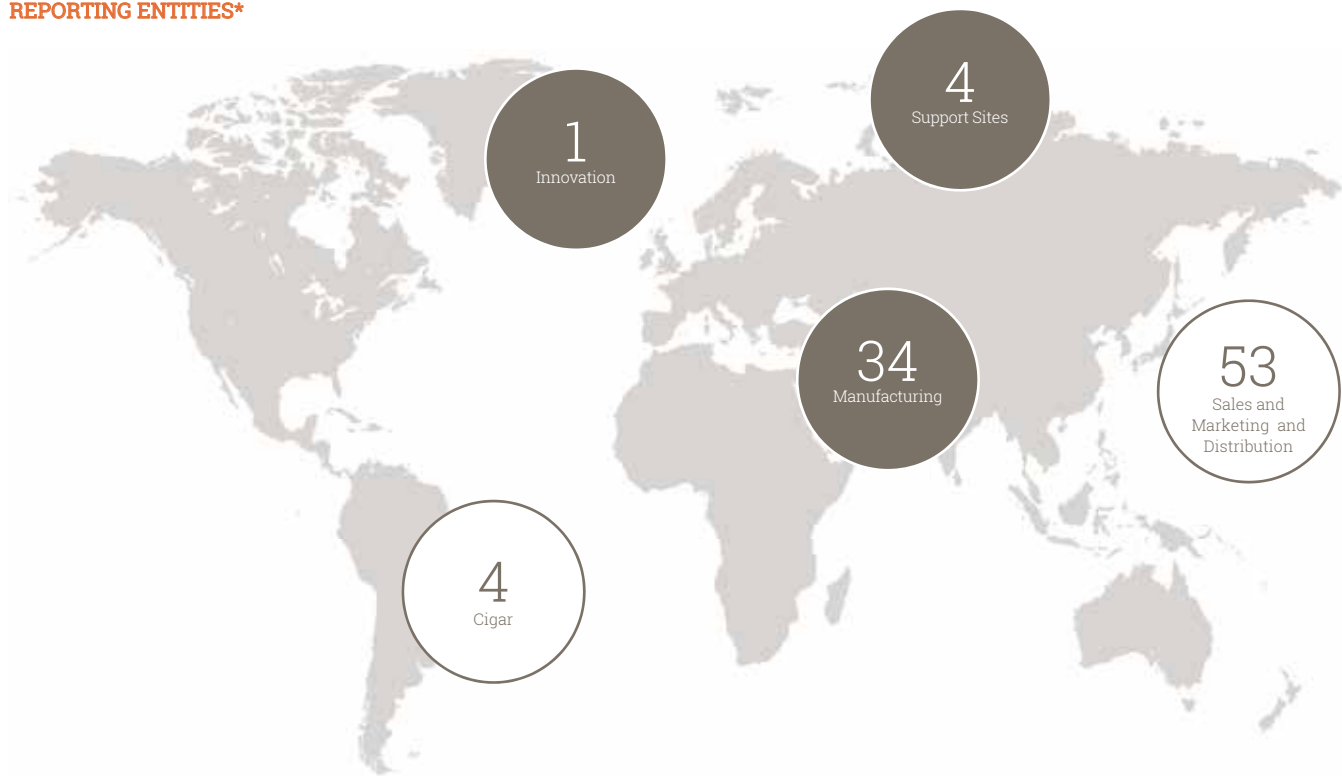 REPORTING ENTITIES*
4
Support Sites
1
Innovation
34
Manufacturing
53
Sales and
Marketing and
Distribution
4
Cigar